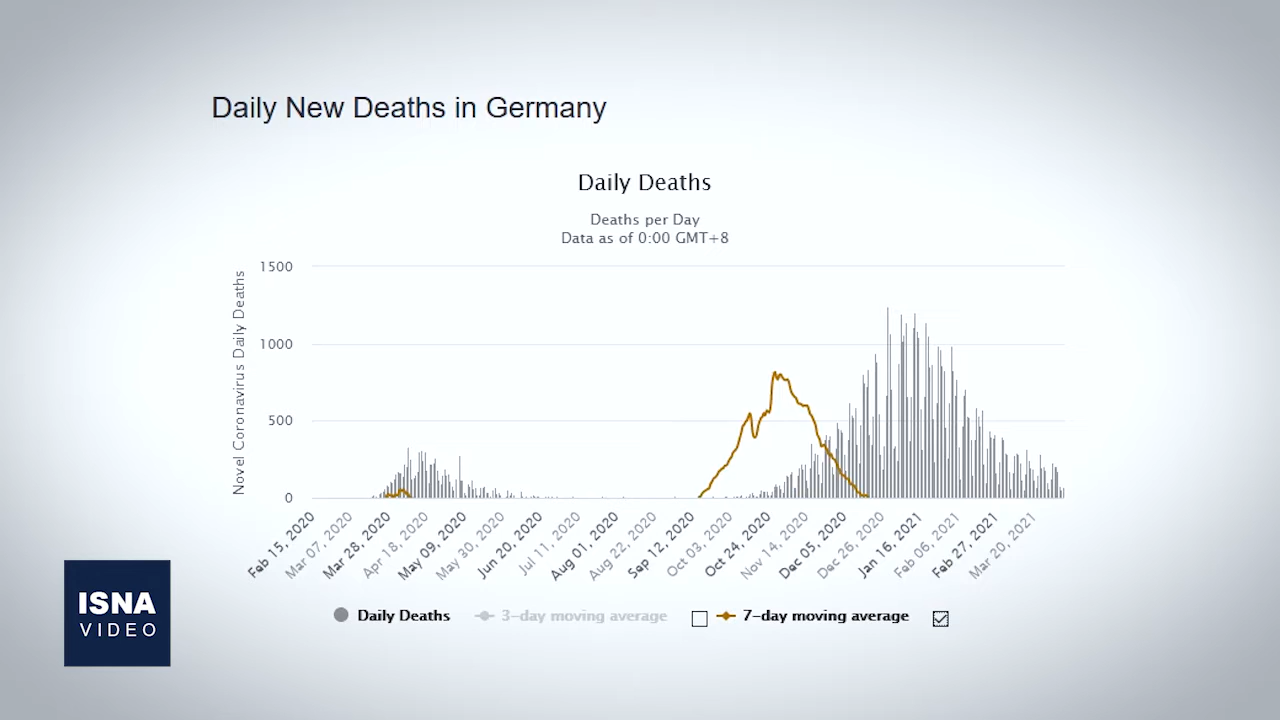 Daily New Deaths in Germany
Daily Deaths
Deaths per Day
Data as of 0:00 GMT+8
Novel Coronavirus Daily Deaths
1500
1000
500
0
Feb 15, 2020
Mar 07, 2020
Mar 28, 2020
Apr 18, 2020
May 09, 2020
May 30, 2020
Jun 20, 2020
Jul 11, 2020
Aug 01, 2020
Aug 22, 2020
Sep 12, 2020
Oct 03, 2020
Oct 24, 2020
Nov 14, 2020
Dec 05, 2020
Dec 26, 2020
Jan 16, 2021
Feb 06, 2021
Feb 27, 2021
Mar 20, 2021
Daily Deaths 3-day moving average 7-day moving average
ISNA
VIDEO